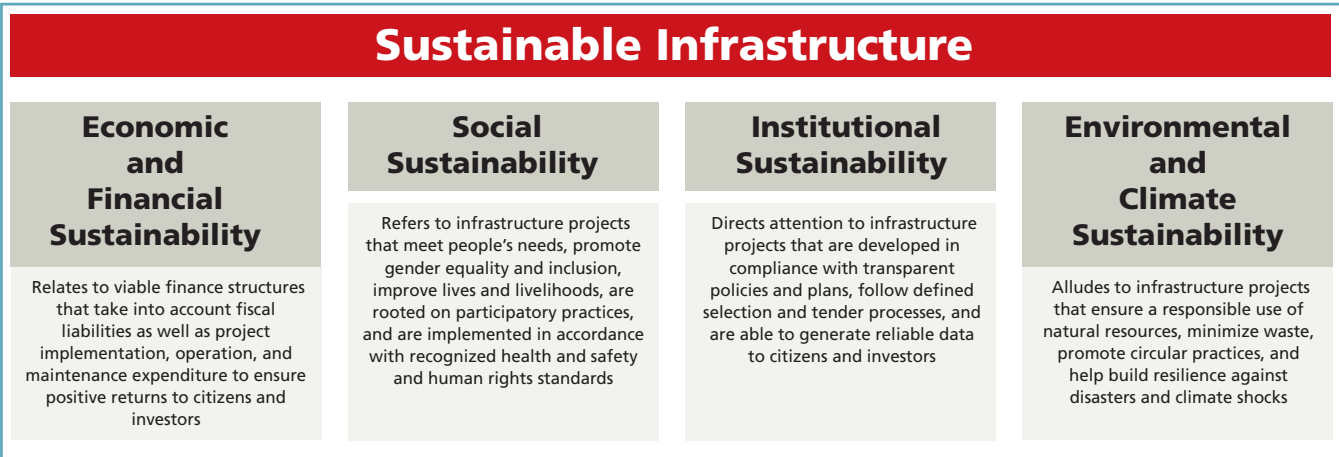 Sustainable Infrastructure
Economic
and
Financial
Sustainability
Relates to viable finance structures
that take into account fiscal
liabilities as well as project
implementation, operation, and
maintenance expenditure to ensure
positive returns to citizens and
investors
Social
Sustainability
Refers to infrastructure projects
that meet people’s needs, promote
gender equality and inclusion,
improve lives and livelihoods, are
rooted on participatory practices,
and are implemented in accordance
with recognized health and safety
and human rights standards
Institutional
Sustainability
Directs attention to infrastructure
projects that are developed in
compliance with transparent
policies and plans, follow defined
selection and tender processes, and
are able to generate reliable data
to citizens and investors
Environmental
and
Climate
Sustainability
Alludes to infrastructure projects
that ensure a responsible use of
natural resources, minimize waste,
promote circular practices, and
help build resilience against
disasters and climate shocks